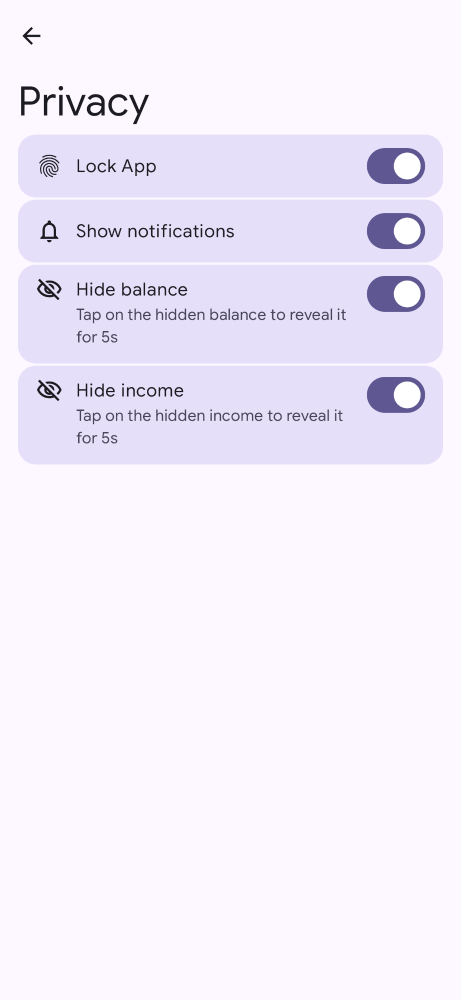 Privacy
Lock App
Show notifications
Hide balance
Tap on the hidden balance to reveal it
for 5s
Hide income
Tap on the hidden income to reveal it
for 5s